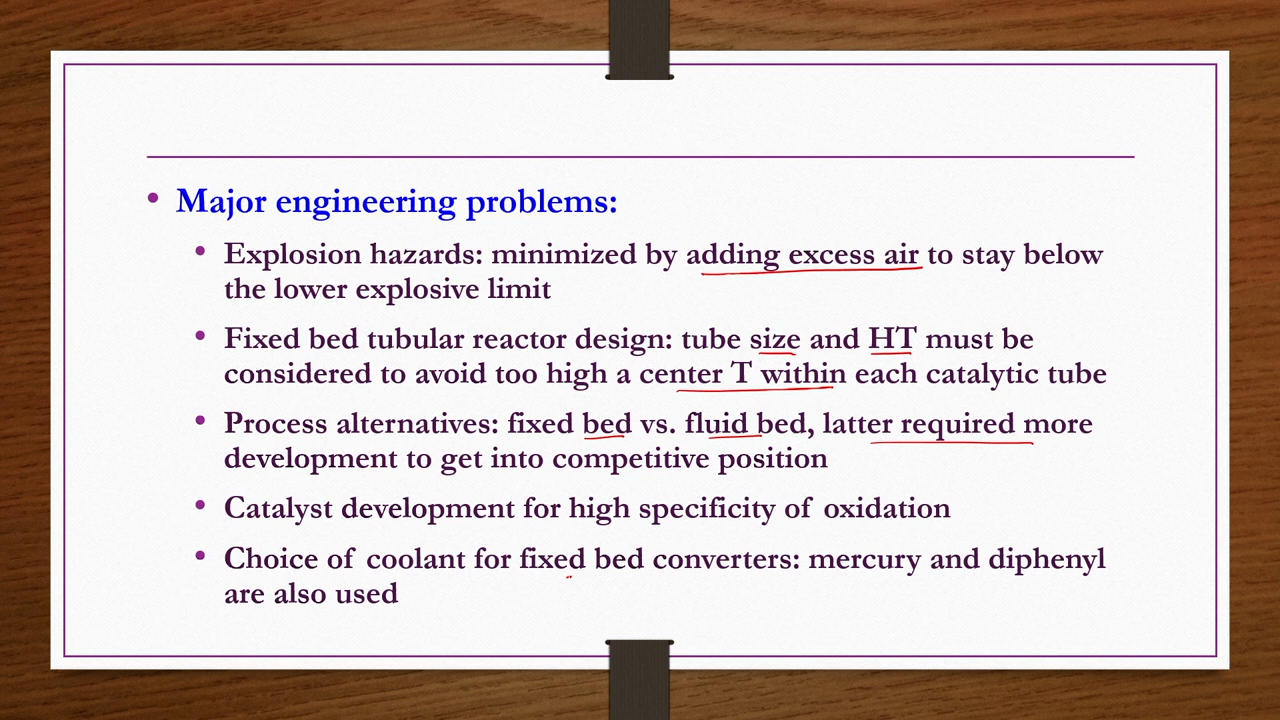 Major engineering problems:
Explosion hazards: minimized by adding excess air to stay below
the lower explosive limit
Fixed bed tubular reactor design: tube size and HT must be
considered to avoid too high a center T within each catalytic tube
Process alternatives: fixed bed vs. fluid bed, latter required more
development to get into competitive position
Catalyst development for high specificity of oxidation
Choice of coolant for fixed bed converters: mercury and diphenyl
are also used